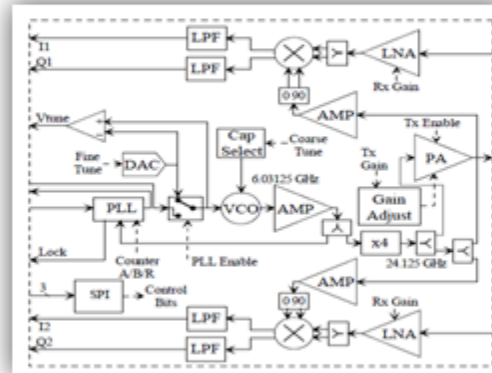 I1
LPF
LNA
Q1
LPF
Rx Gain
0 90
AMP
Tx Enable
Vtune
+
−
Cap
Select
Coarse
Tune
Fine
Tune
DAC
Tx
Gain
PA
6.03125 GHz
PLL
VCO
AMP
Gain
Adjust
x4
Lock
Counter
A/B/R
PLL Enable
24.125 GHz
3
SPI
Control
Bits
AMP
0 90
Rx Gain
I2
LPF
Q2
LPF
LNA